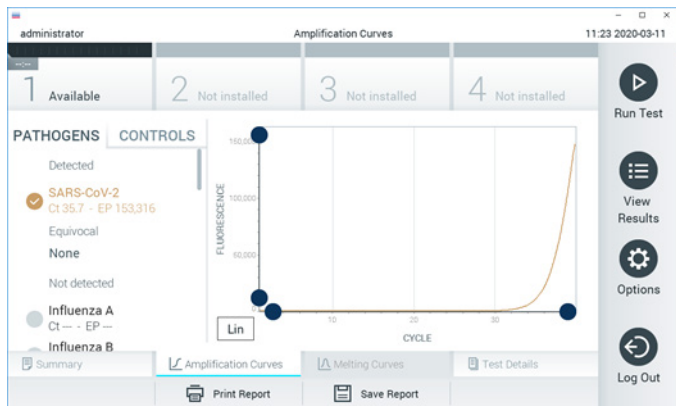 administrator
Amplification Curves
11:23 2020-03-11
1 Available
2 Not installed
3 Not installed
4 Not installed
Run Test
View
Results
Options
Log Out
PATHOGENS CONTROLS
Detected
SARS-CoV-2
Ct 35.7 - EP 153,316
Equivocal
None
Not detected
Influenza A
Ct --- - EP ---
Influenza B
FLUORESCENCE
150,000
100,000
50,000
0
10 20 30
CYCLE
Lin
Summary
Amplification Curves
Melting Curves
Test Details
Print Report
Save Report